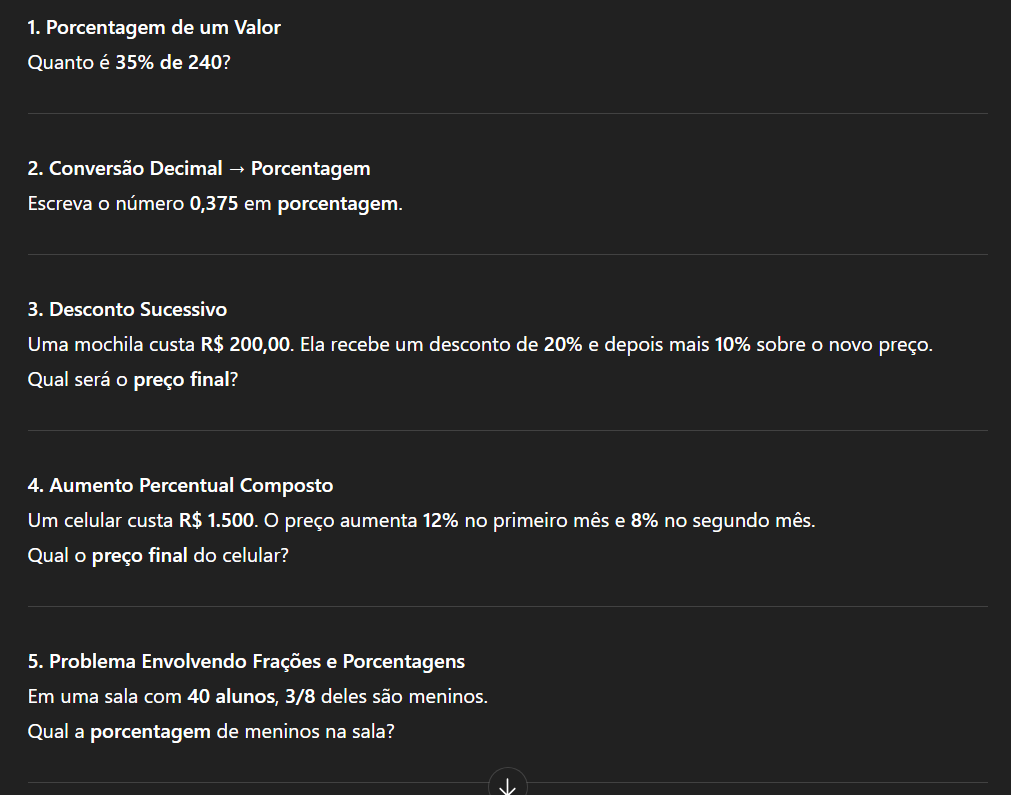 1. Porcentagem de um Valor
Quanto é 35% de 240?
2. Conversão Decimal → Porcentagem
Escreva o número 0,375 em porcentagem.
3. Desconto Sucessivo
Uma mochila custa R$ 200,00. Ela recebe um desconto de 20% e depois mais 10% sobre o novo preço.
Qual será o preço final?
4. Aumento Percentual Composto
Um celular custa R$ 1.500. O preço aumenta 12% no primeiro mês e 8% no segundo mês.
Qual o preço final do celular?
5. Problema Envolvendo Frações e Porcentagens
Em uma sala com 40 alunos, 3/8 deles são meninos.
Qual a porcentagem de meninos na sala?